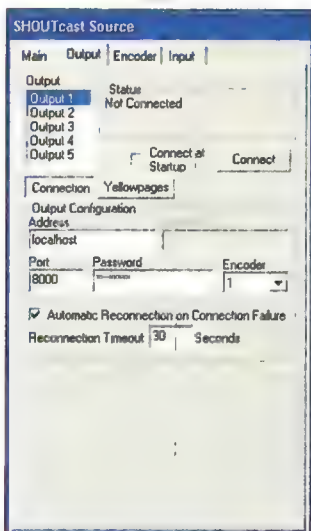 SHOUTcast Source
Main Output Encoder Input
Output
Output 1
Output 2
Output 3
Output 4
Output 5
Status
Not Connected
Connect at
Startup
Connect
Connection Yellowpages
Output Configuration
Address
localhost
Port Password Encoder
8000 1
Automatic Reconnection on Connection Failure
Reconnection Timeout 30 Seconds